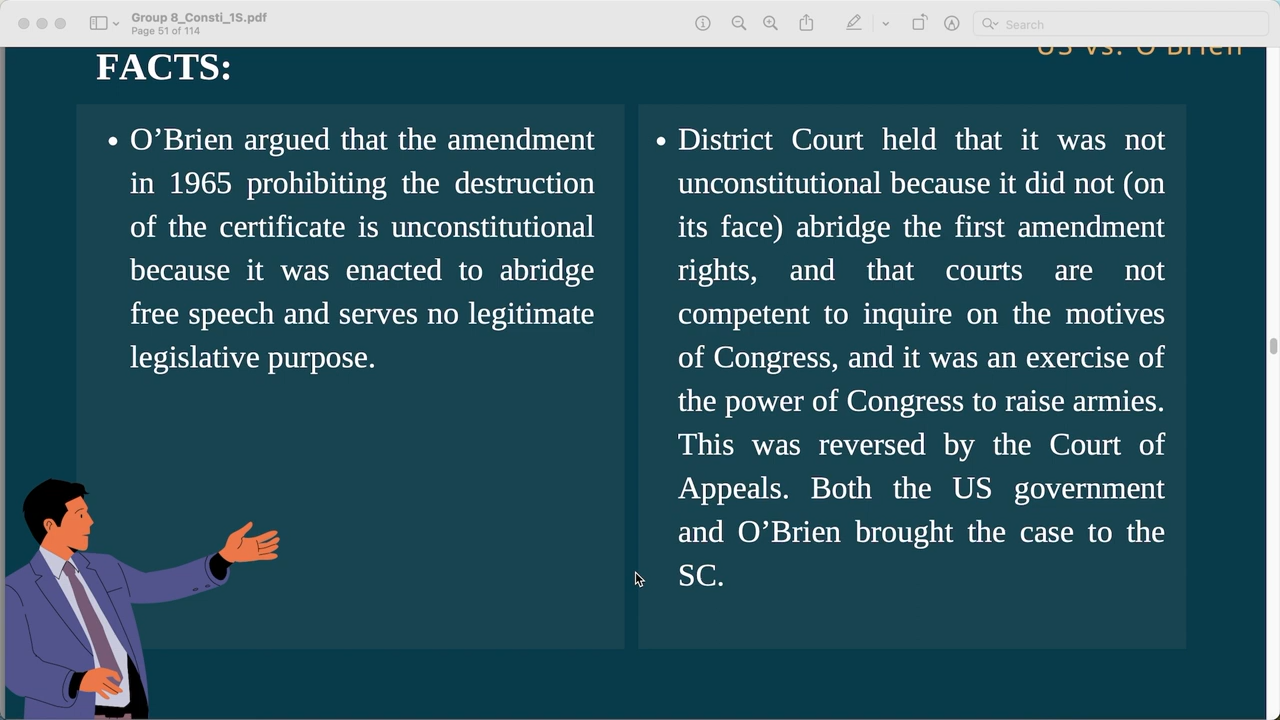 Group 8_Consti_1S.pdf
Page 51 of 114
Search
US vs. O'Brien
FACTS:
• O’Brien argued that the amendment
in 1965 prohibiting the destruction
of the certificate is unconstitutional
because it was enacted to abridge
free speech and serves no legitimate
legislative purpose.
• District Court held that it was not
unconstitutional because it did not (on
its face) abridge the first amendment
rights, and that courts are not
competent to inquire on the motives
of Congress, and it was an exercise of
the power of Congress to raise armies.
This was reversed by the Court of
Appeals. Both the US government
and O’Brien brought the case to the
SC.